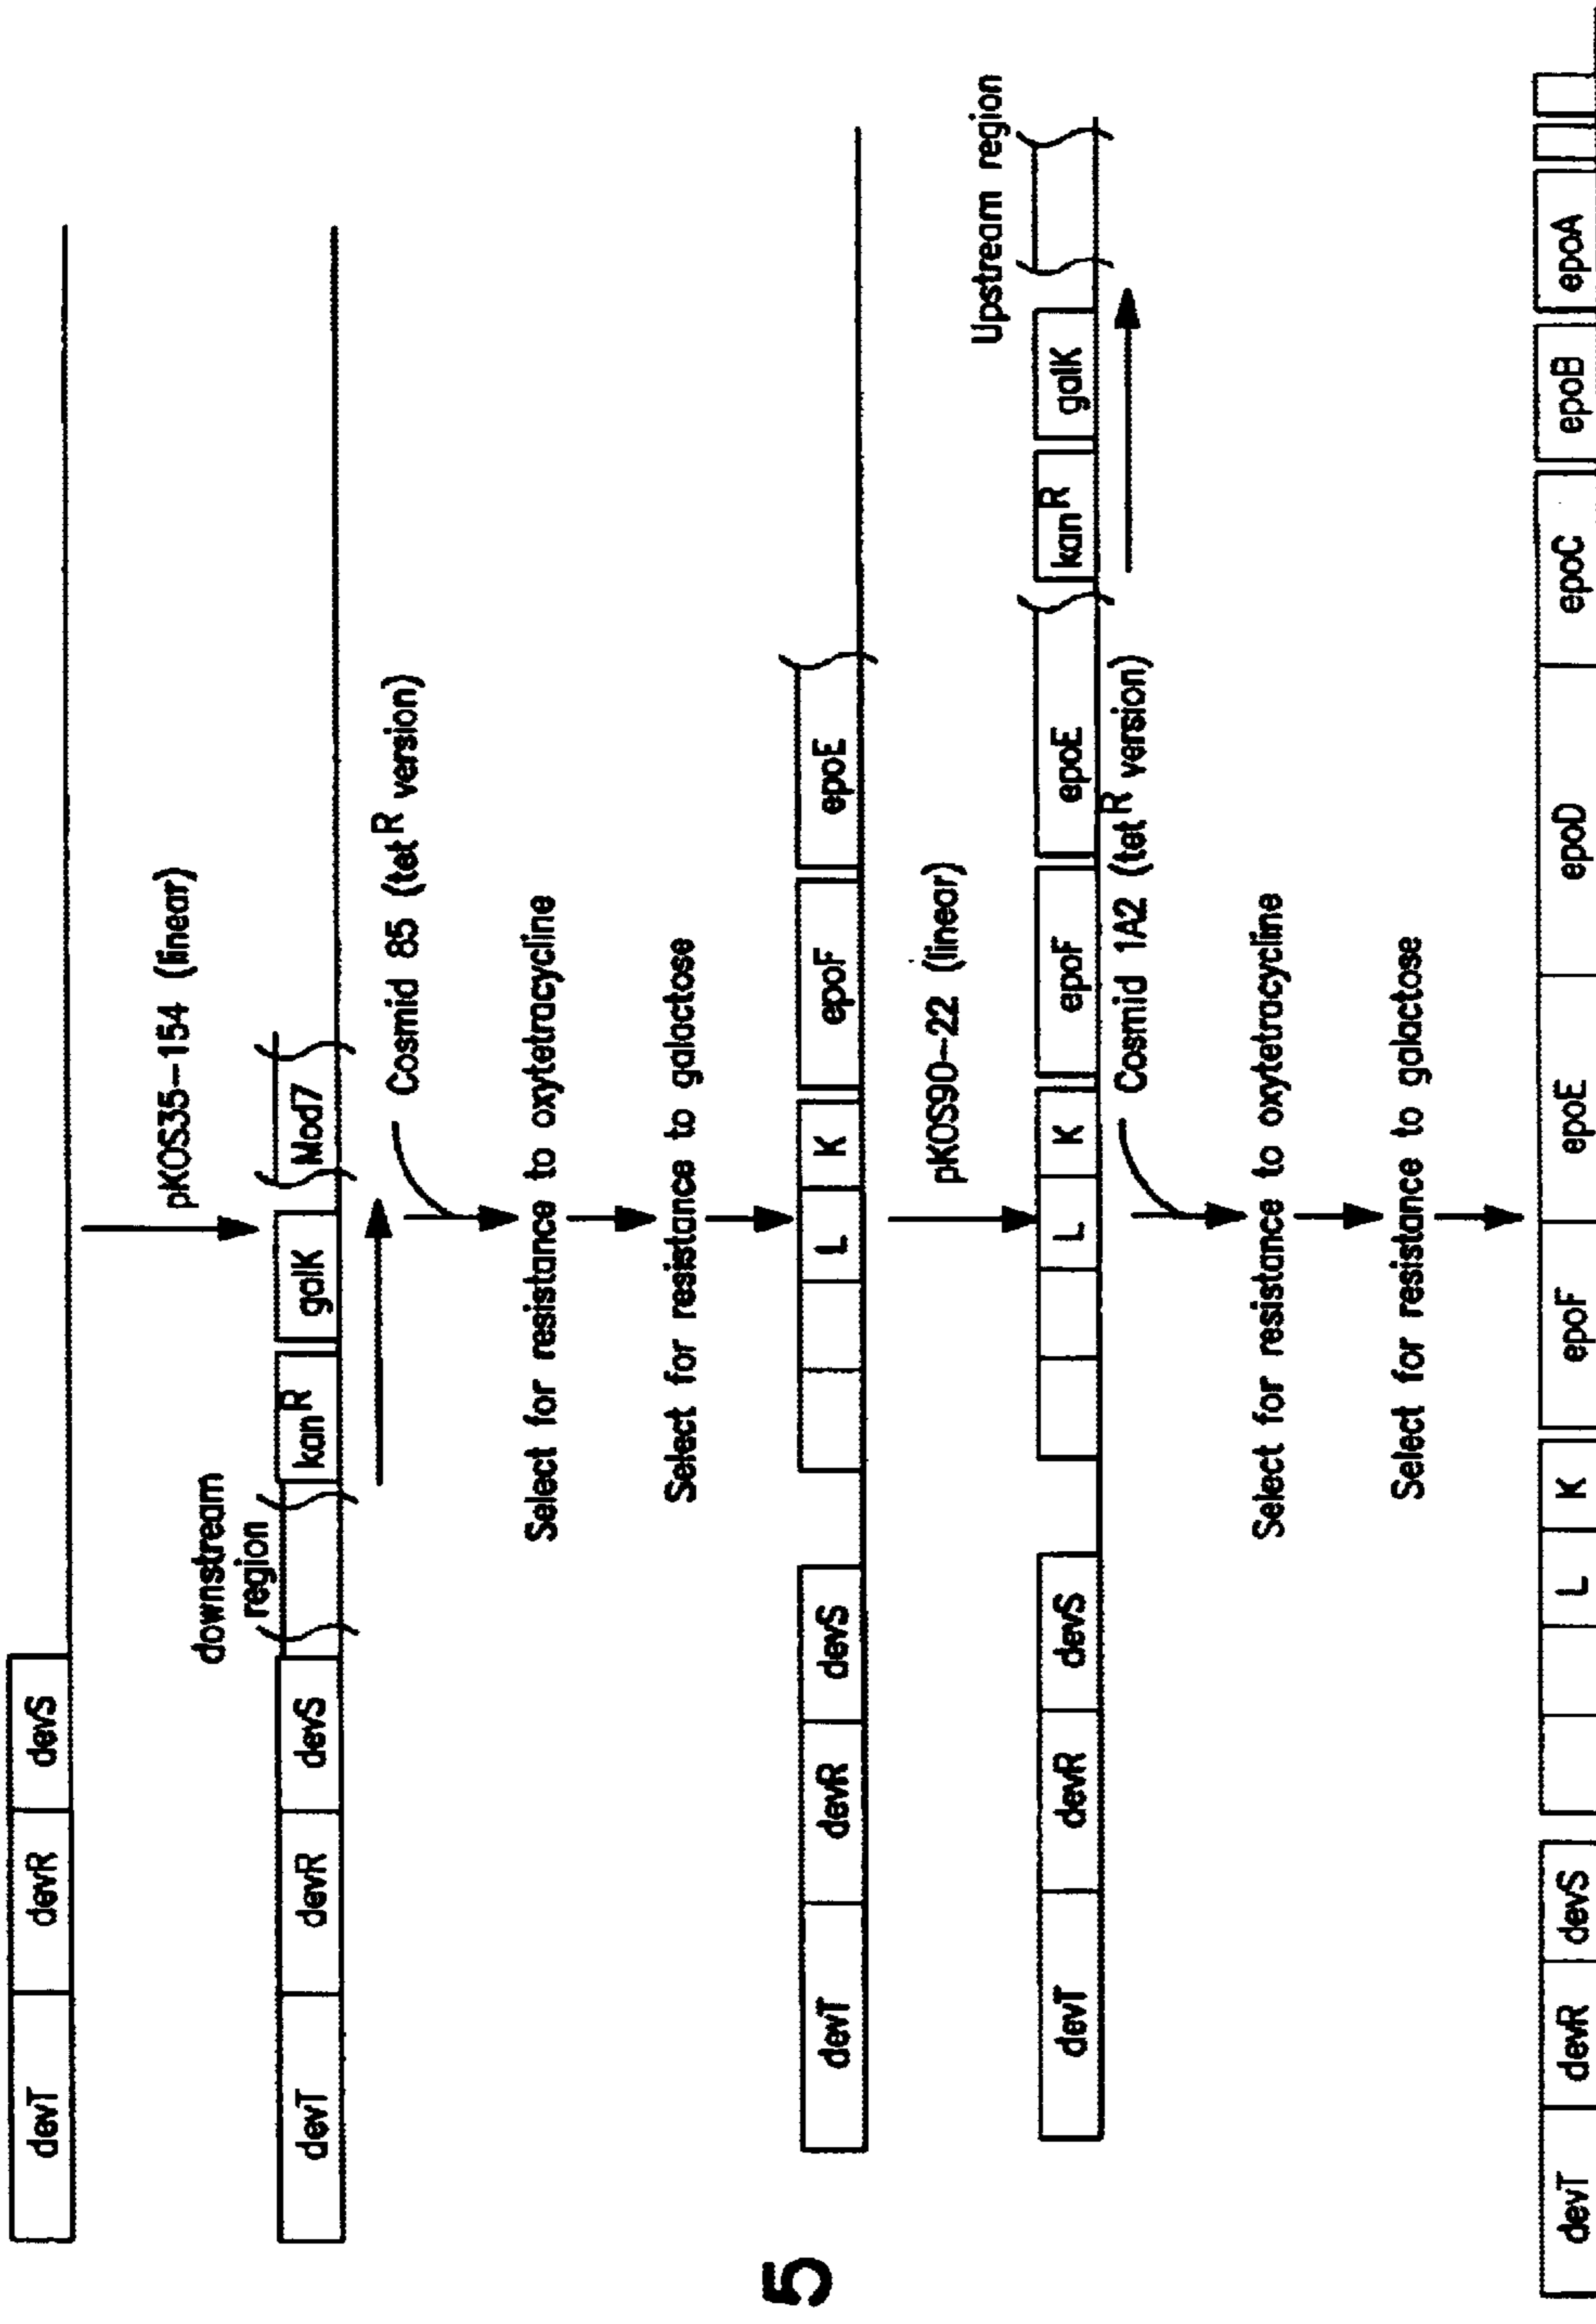 devT devR devS
pKOS35-154 (linear)
downstream
region
devT devR devS kanR galK Mod7
Cosmid 85 (tetR version)
Select for resistance to oxytetracycline
Select for resistance to galactose
devT devR devS L K epoF epoE
pKOS90-22 (linear)
Upstream region
devT devR devS L K epoF epoE kanR galK
Cosmid 1A2 (tetR version)
Select for resistance to oxytetracycline
Select for resistance to galactose
devT devR devS L K epoF epoE epoD epoC epoB epoA
5